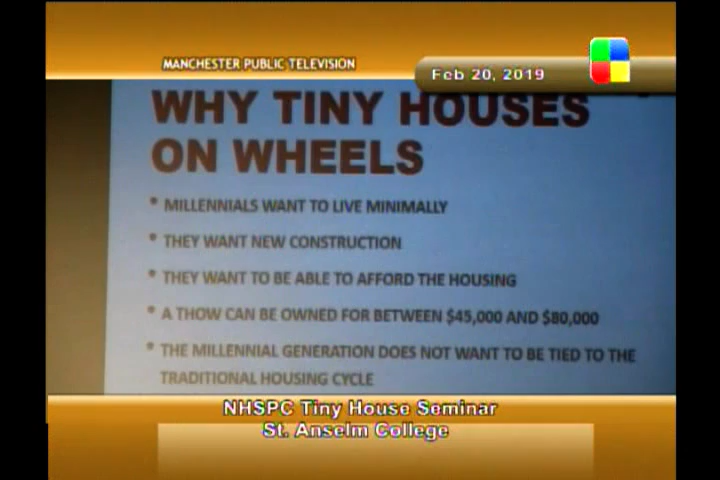 MANCHESTER PUBLIC TELEVISION
Feb 20, 2019
WHY TINY HOUSES
ON WHEELS
• MILLENNIALS WANT TO LIVE MINIMALLY
• THEY WANT NEW CONSTRUCTION
• THEY WANT TO BE ABLE TO AFFORD THE HOUSING
• A THOW CAN BE OWNED FOR BETWEEN $45,000 AND $80,000
• THE MILLENNIAL GENERATION DOES NOT WANT TO BE TIED TO THE
TRADITIONAL HOUSING CYCLE
NHSPC Tiny House Seminar
St. Anselm College